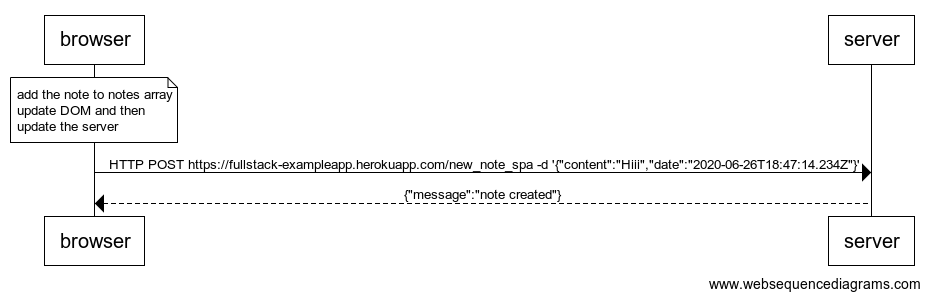 browser
server
add the note to notes array
update DOM and then
update the server
HTTP POST https://fullstack-exampleapp.herokuapp.com/new_note_spa -d '{"content":"Hiii","date":"2020-06-26T18:47:14.234Z"}'
{"message":"note created"}
browser
server
www.websequencediagrams.com